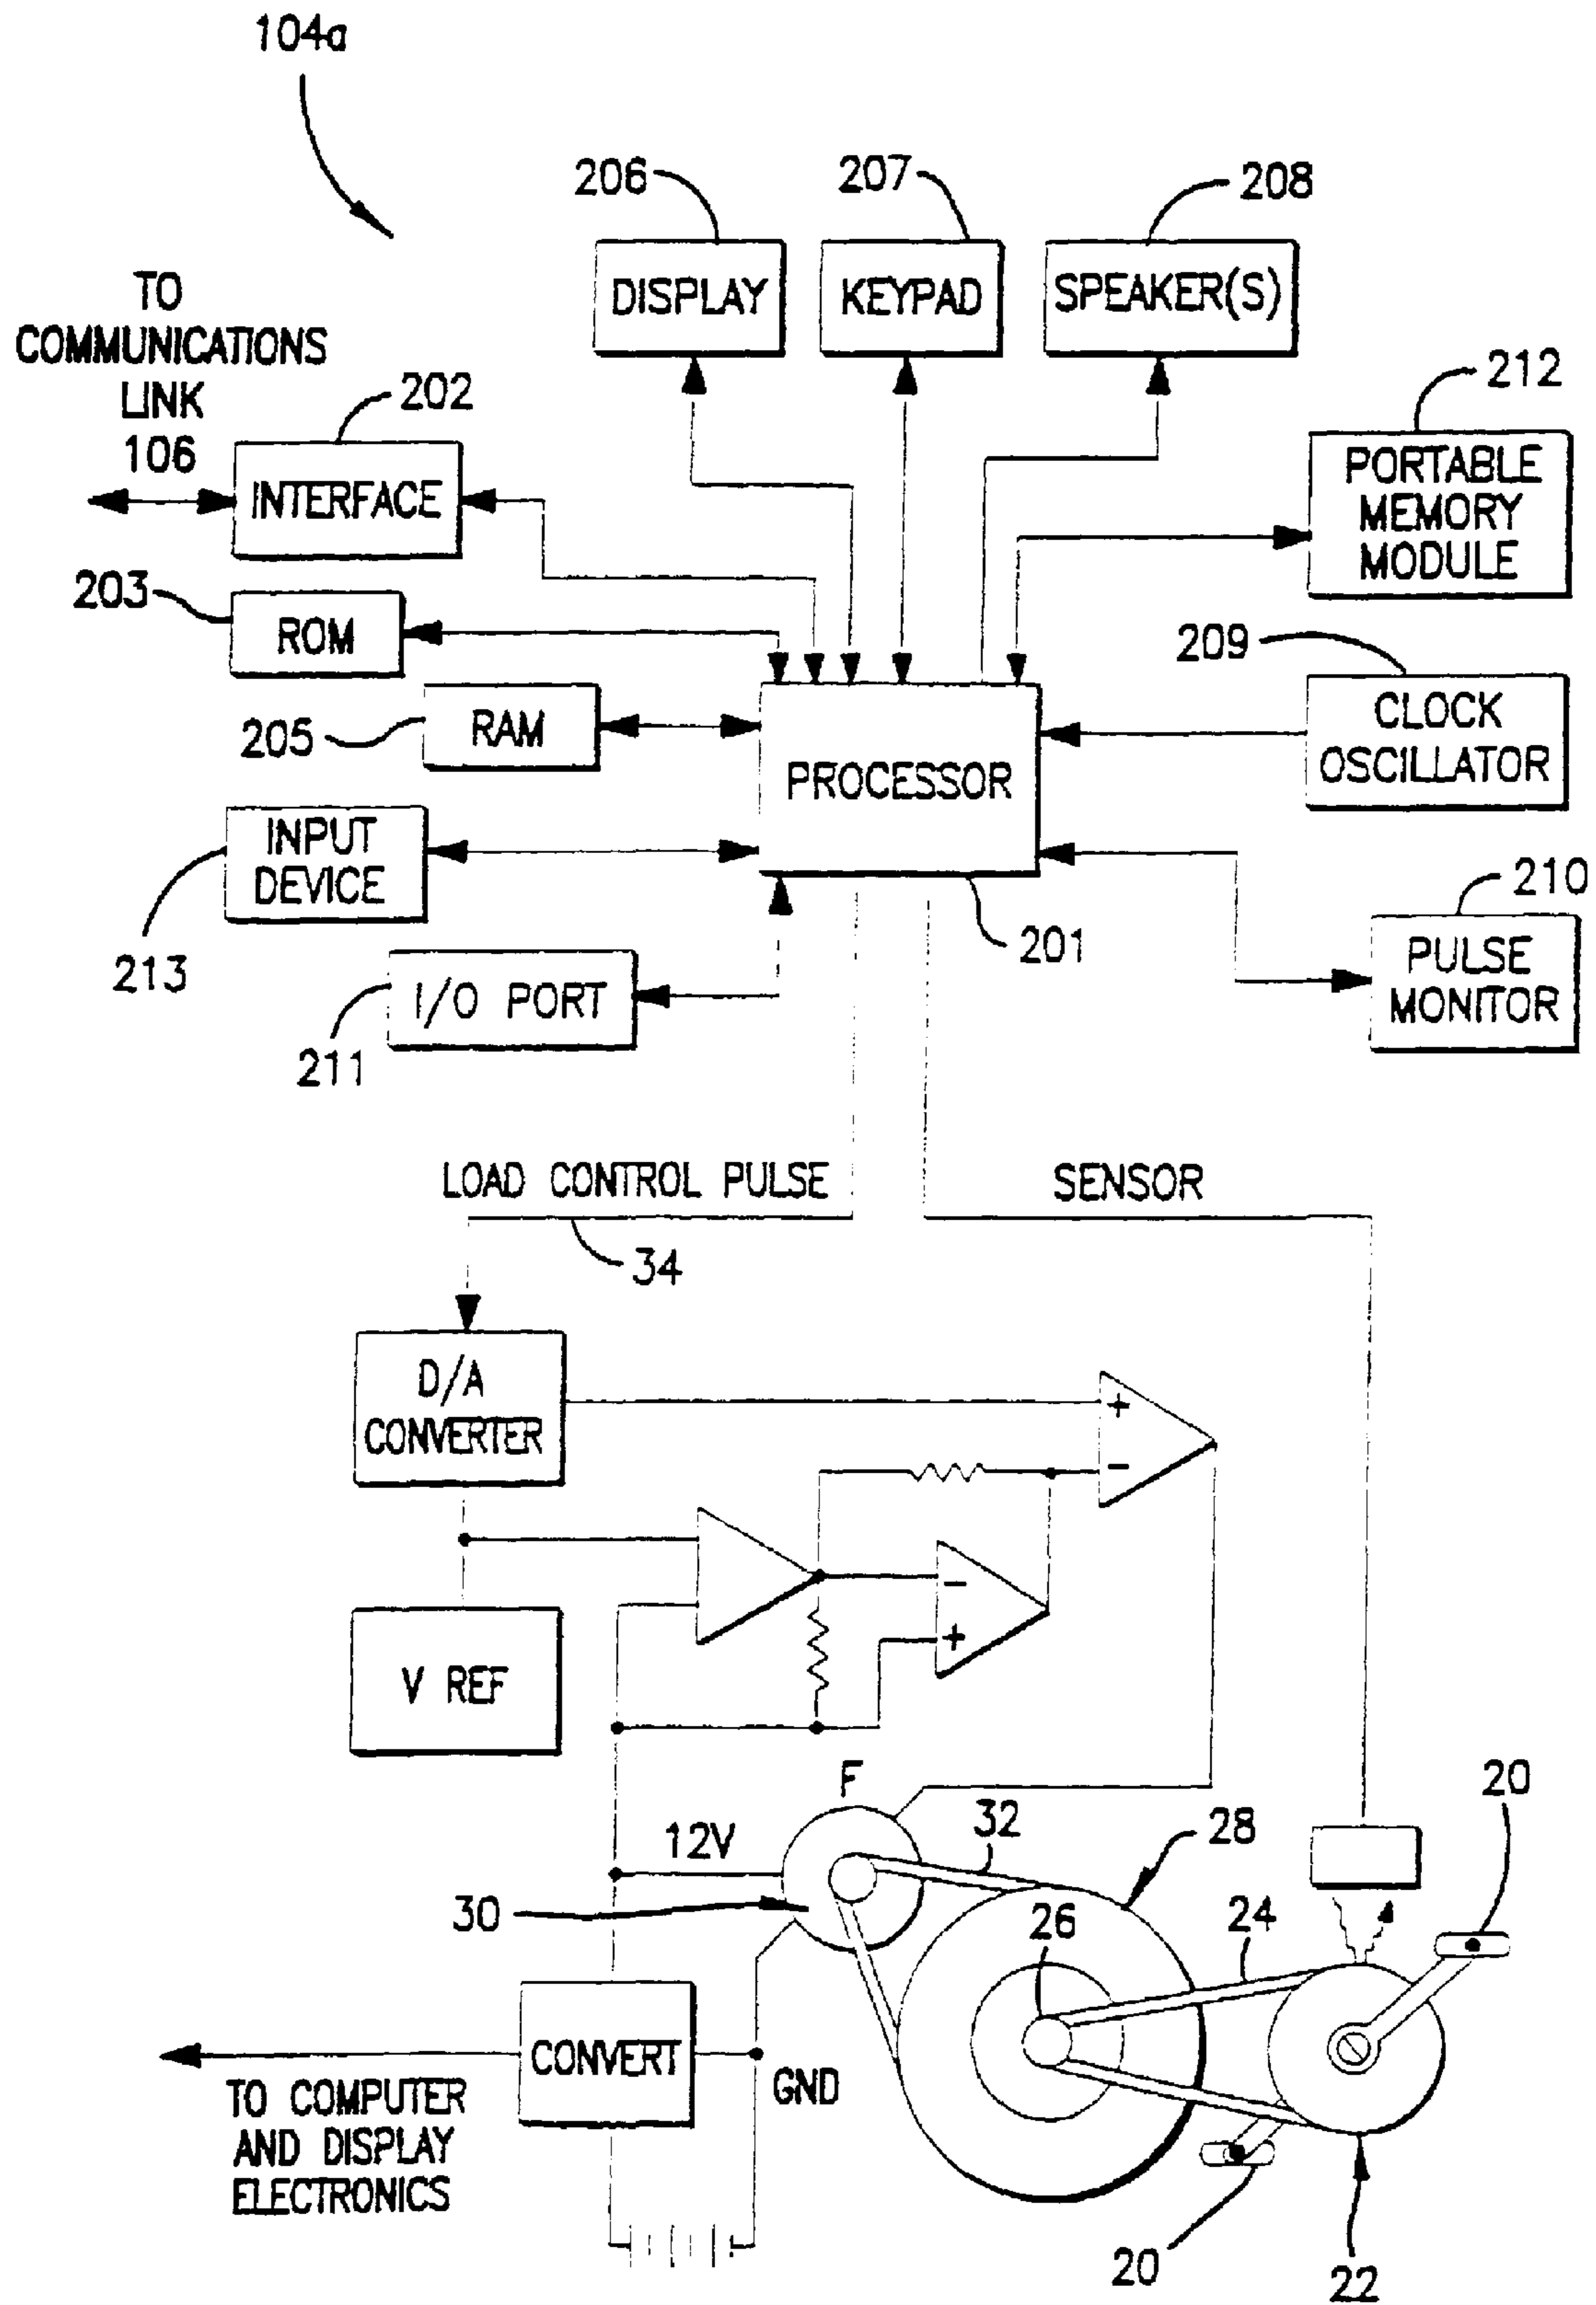 104a
206
207
208
DISPLAY
KEYPAD
SPEAKER(S)
TO
COMMUNICATIONS
LINK
106
202
INTERFACE
212
PORTABLE
MEMORY
MODULE
203
ROM
209
CLOCK
OSCILLATOR
205
RAM
PROCESSOR
INPUT
DEVICE
213
201
210
PULSE
MONITOR
I/O PORT
211
LOAD CONTROL PULSE
SENSOR
34
D/A
CONVERTER
+
−
−
+
V REF
F
12V
32
28
20
30
26
24
CONVERT
GND
TO COMPUTER
AND DISPLAY
ELECTRONICS
20
22